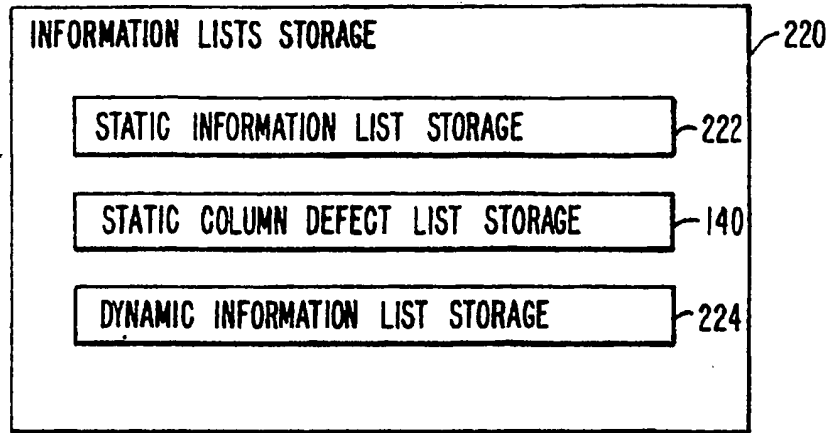 INFORMATION LISTS STORAGE 220
STATIC INFORMATION LIST STORAGE 222
STATIC COLUMN DEFECT LIST STORAGE 140
DYNAMIC INFORMATION LIST STORAGE 224